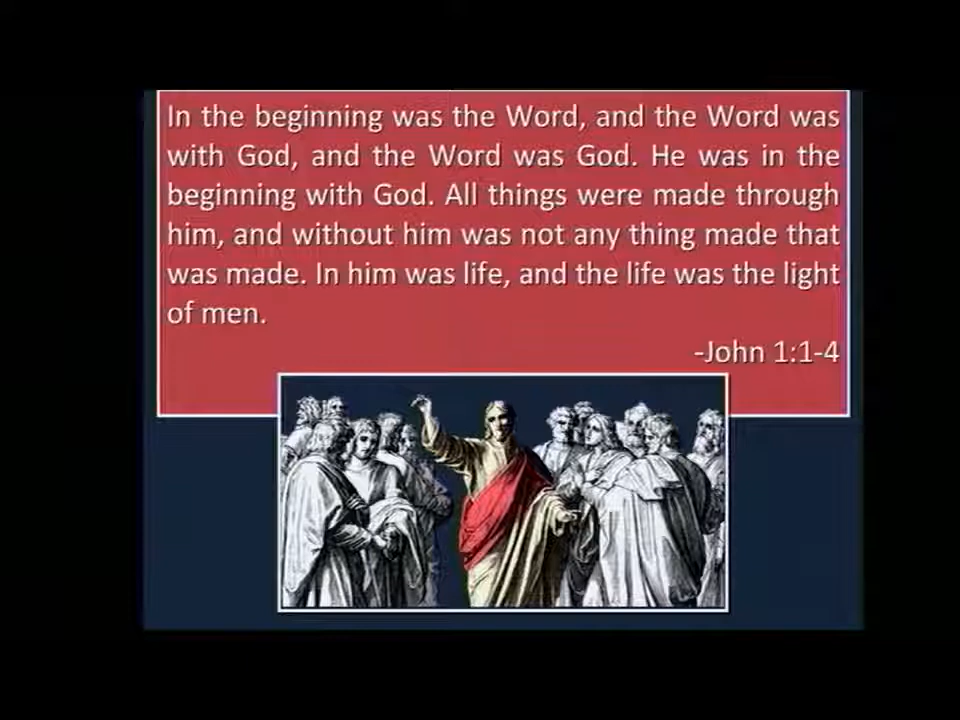 In the beginning was the Word, and the Word was
with God, and the Word was God. He was in the
beginning with God. All things were made through
him, and without him was not any thing made that
was made. In him was life, and the life was the light
of men.
-John 1:1-4